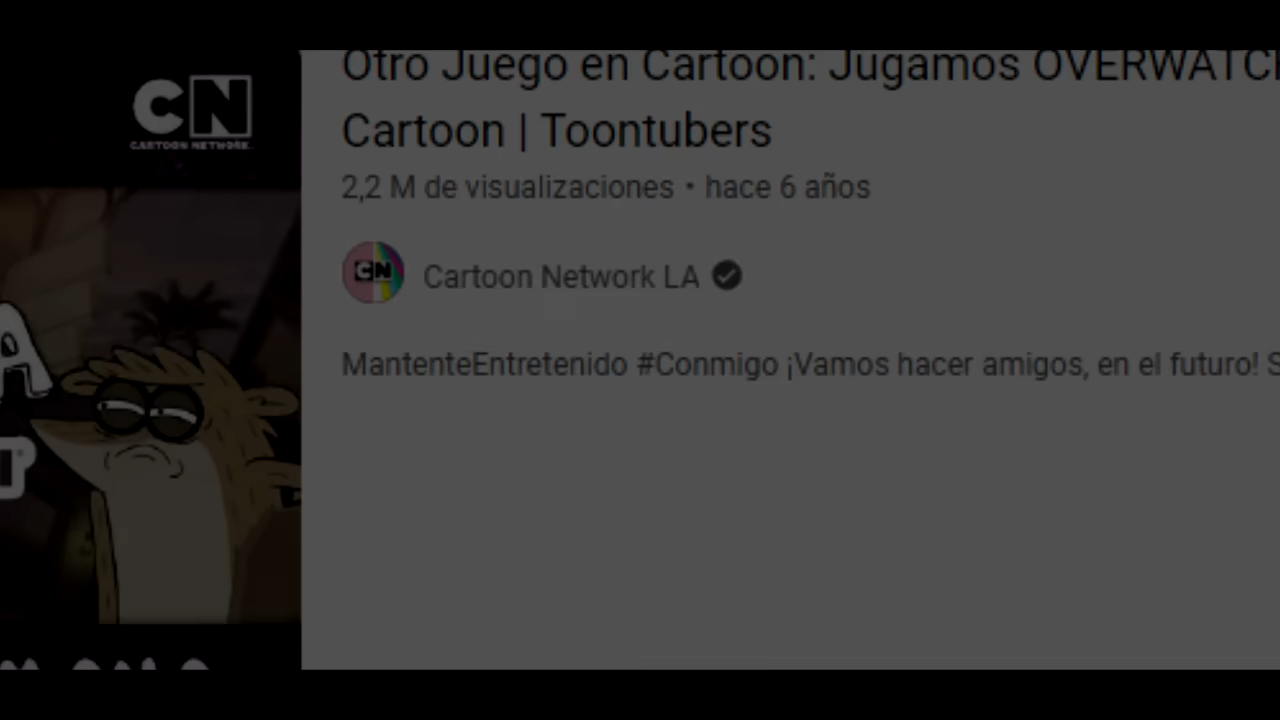 CN
CARTOON NETWORK
Otro Juego en Cartoon: Jugamos OVERWATC
Cartoon | Toontubers
2,2 M de visualizaciones • hace 6 años
CN
Cartoon Network LA
MantenteEntretenido #Conmigo ¡Vamos hacer amigos, en el futuro! S
A